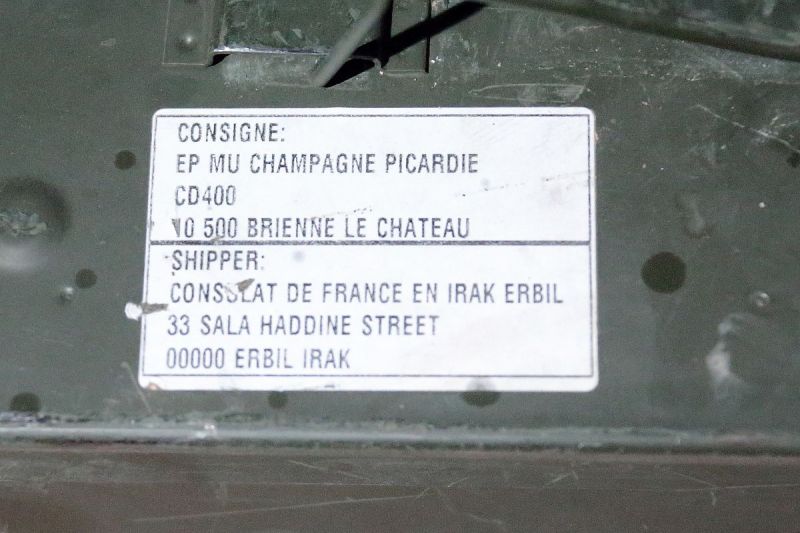 CONSIGNE:
EP MU CHAMPAGNE PICARDIE
CD400
10 500 BRIENNE LE CHATEAU
SHIPPER:
CONSULAT DE FRANCE EN IRAK ERBIL
33 SALA HADDINE STREET
00000 ERBIL IRAK